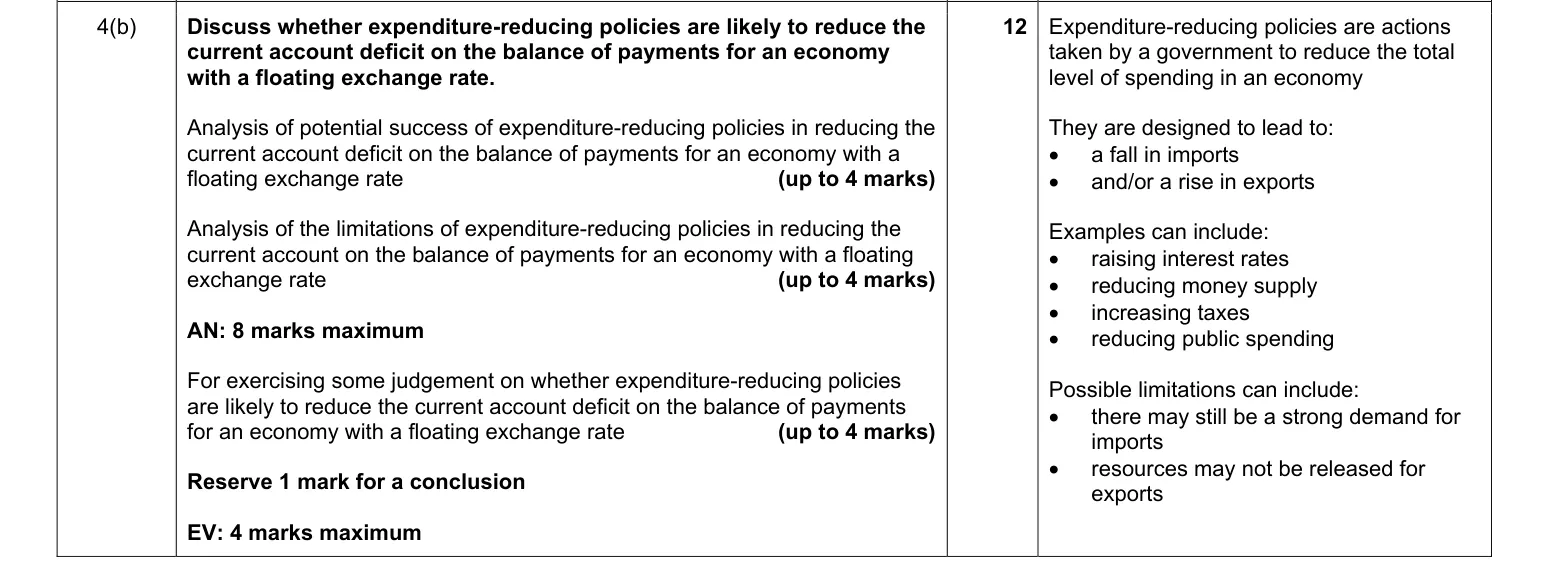 4(b)
Discuss whether expenditure-reducing policies are likely to reduce the
current account deficit on the balance of payments for an economy
with a floating exchange rate.
Analysis of potential success of expenditure-reducing policies in reducing the
current account deficit on the balance of payments for an economy with a
floating exchange rate (up to 4 marks)
Analysis of the limitations of expenditure-reducing policies in reducing the
current account on the balance of payments for an economy with a floating
exchange rate (up to 4 marks)
AN: 8 marks maximum
For exercising some judgement on whether expenditure-reducing policies
are likely to reduce the current account deficit on the balance of payments
for an economy with a floating exchange rate (up to 4 marks)
Reserve 1 mark for a conclusion
EV: 4 marks maximum
12
Expenditure-reducing policies are actions
taken by a government to reduce the total
level of spending in an economy
They are designed to lead to:
• a fall in imports
• and/or a rise in exports
Examples can include:
• raising interest rates
• reducing money supply
• increasing taxes
• reducing public spending
Possible limitations can include:
• there may still be a strong demand for
imports
• resources may not be released for
exports